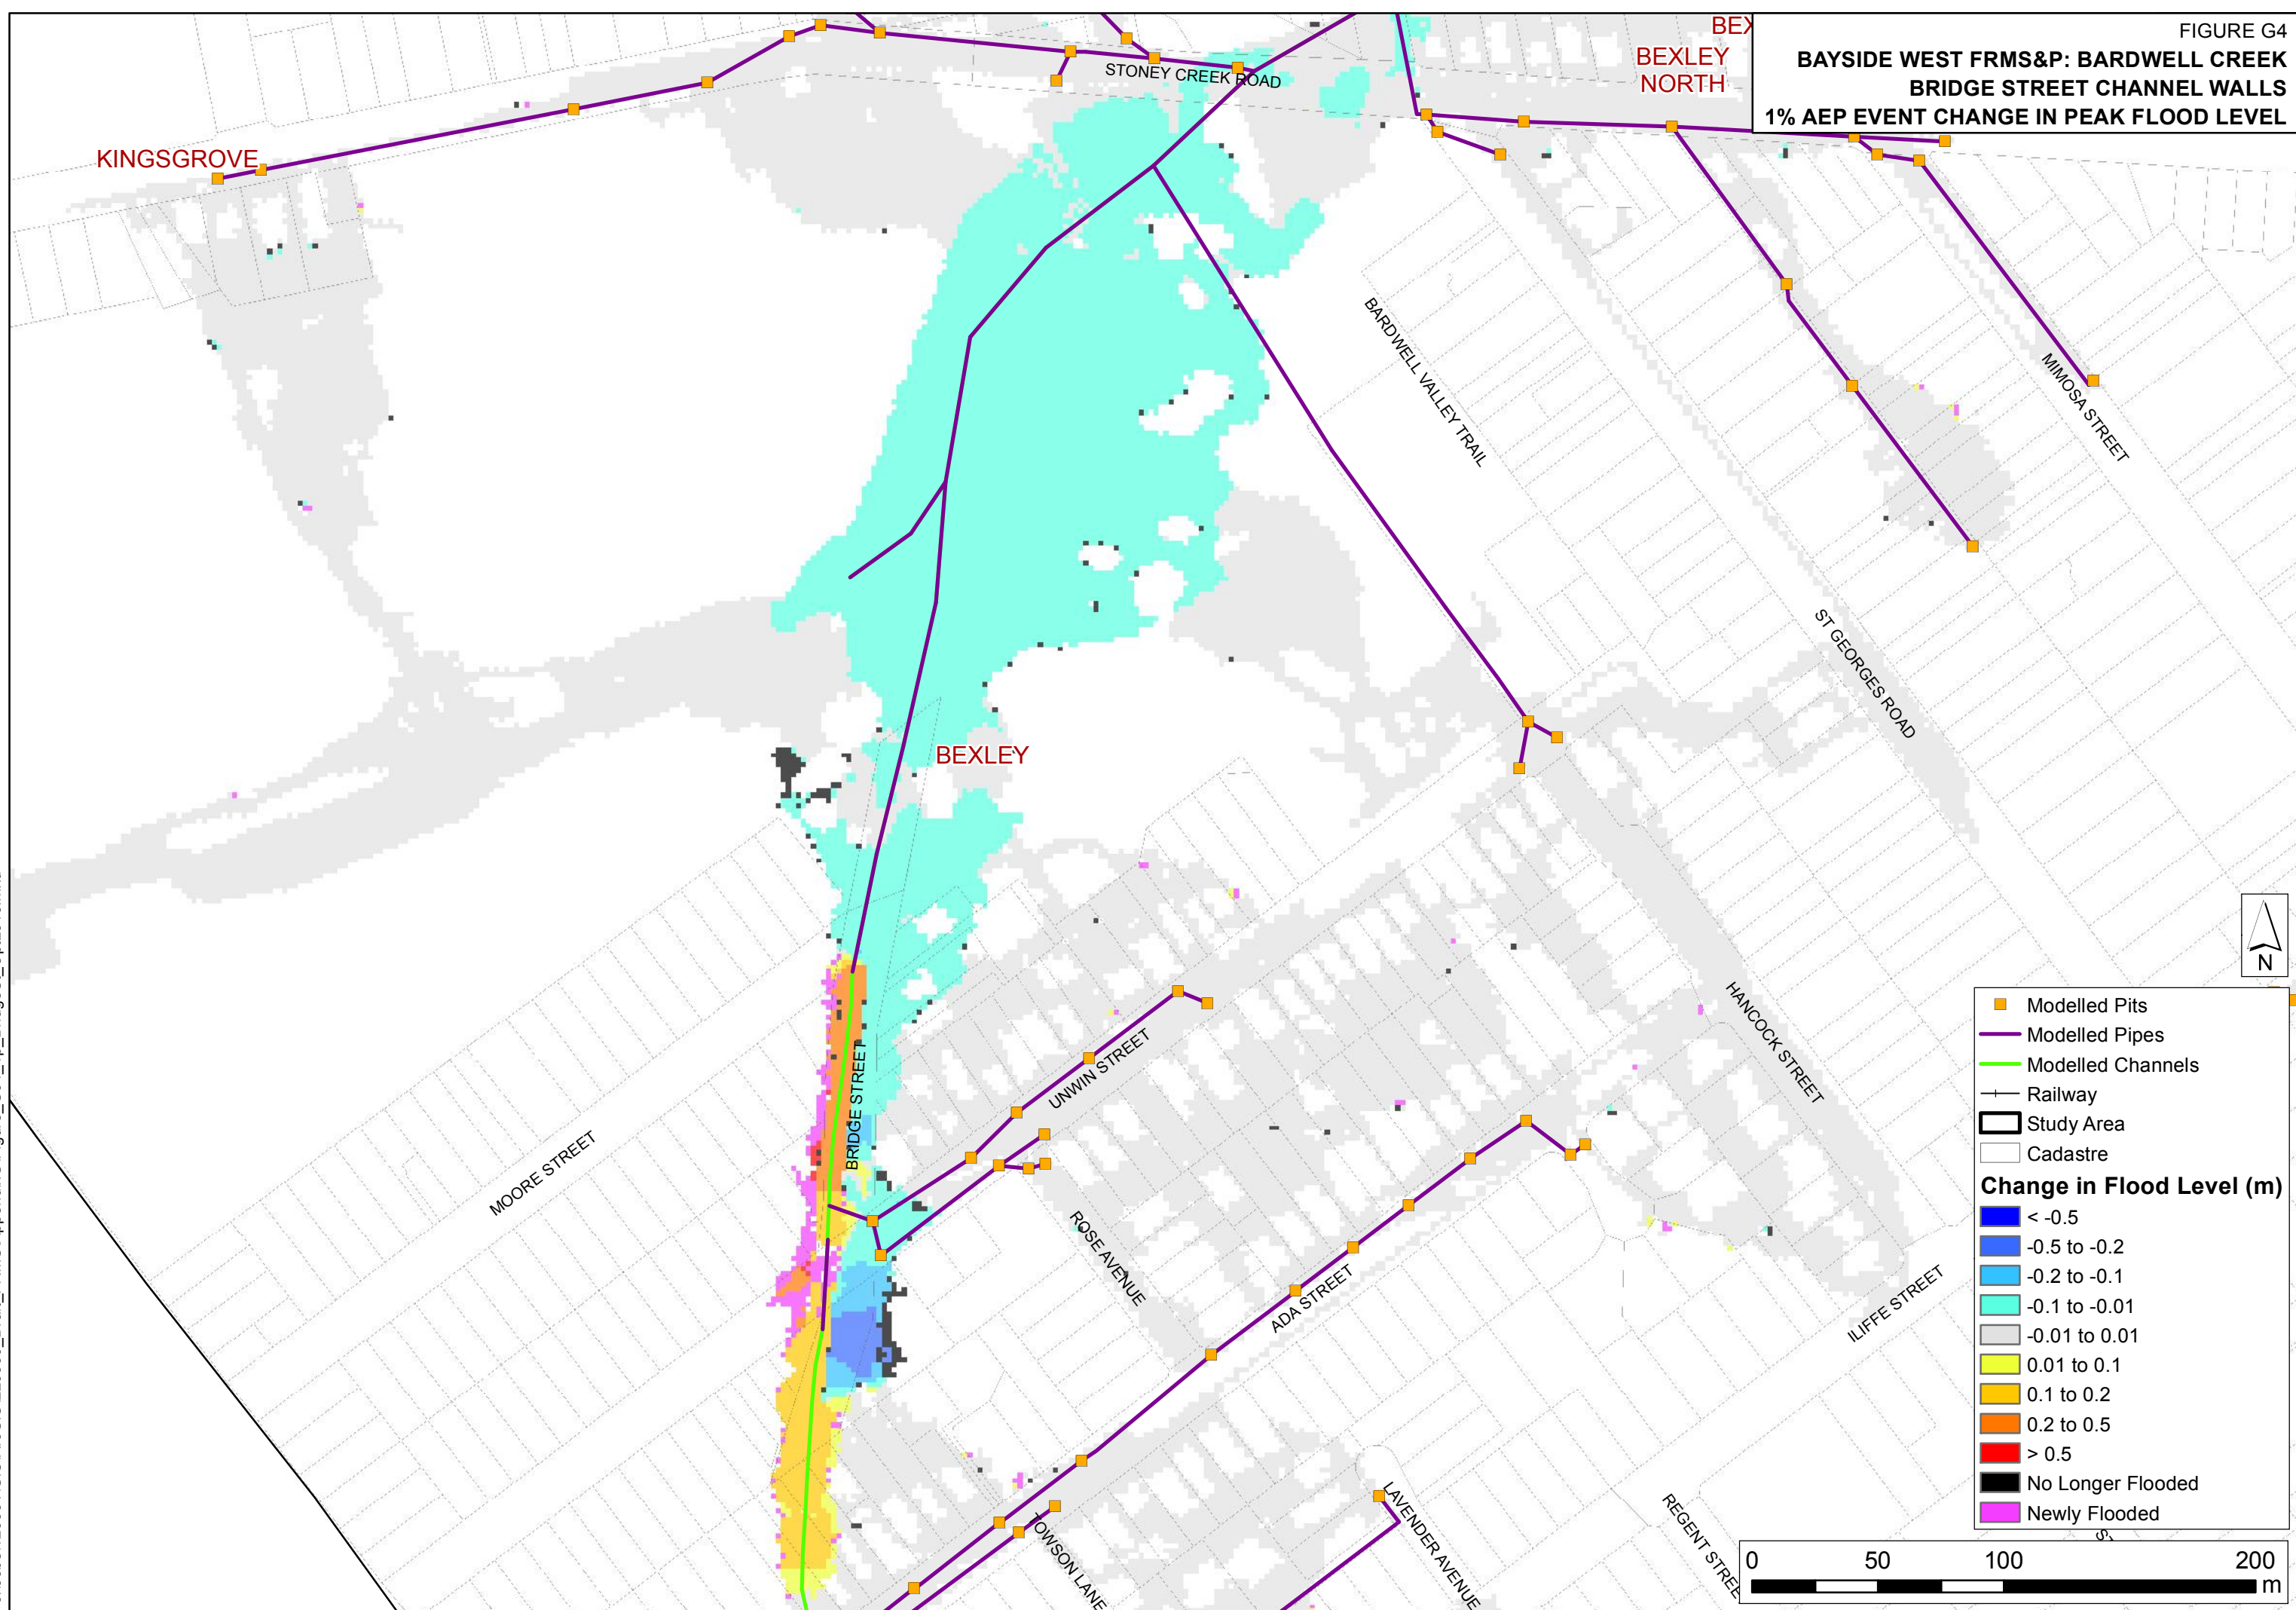 FIGURE G4
BAYSIDE WEST FRMS&P: BARDWELL CREEK
BRIDGE STREET CHANNEL WALLS
1% AEP EVENT CHANGE IN PEAK FLOOD LEVEL
BEX
BEXLEY
NORTH
STONEY CREEK ROAD
KINGSGROVE
BARDWELL VALLEY TRAIL
MIMOSA STREET
ST GEORGES ROAD
BEXLEY
HANCOCK STREET
UNWIN STREET
BRIDGE STREET
MOORE STREET
ROSE AVENUE
ADA STREET
ILIFFE STREET
TOWSON LANE
LAVENDER AVENUE
REGENT STREE
ST
N
Modelled Pits
Modelled Pipes
Modelled Channels
Railway
Study Area
Cadastre
Change in Flood Level (m)
< -0.5
-0.5 to -0.2
-0.2 to -0.1
-0.1 to -0.01
-0.01 to 0.01
0.01 to 0.1
0.1 to 0.2
0.2 to 0.5
> 0.5
No Longer Flooded
Newly Flooded
0 50 100 200
m